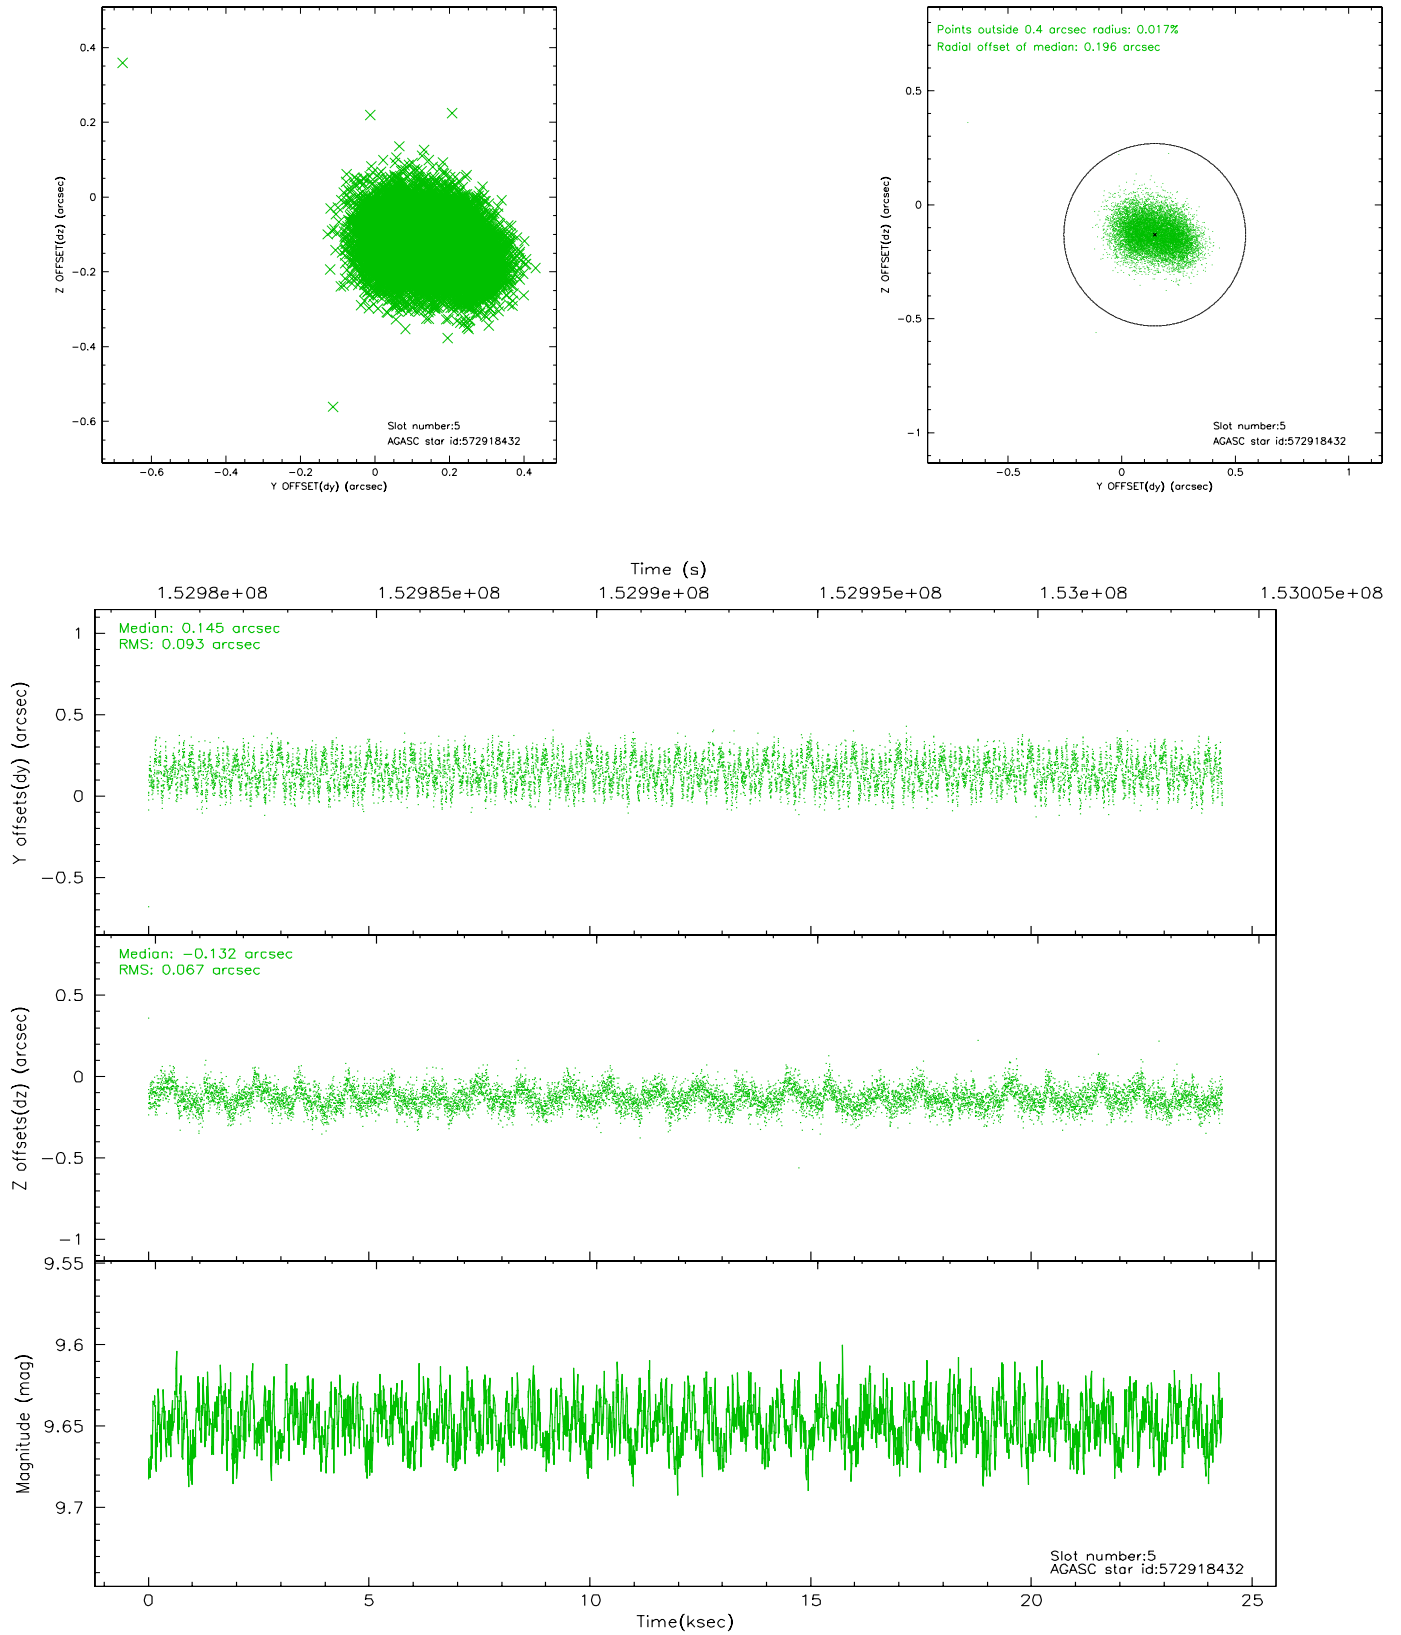 0.4
0.2
0
−0.2
−0.4
−0.6
Z OFFSET(dz) (arcsec)
Slot number:5
AGASC star id:572918432
−0.6
−0.4
−0.2
0
0.2
0.4
Y OFFSET(dy) (arcsec)
Points outside 0.4 arcsec radius: 0.017%
Radial offset of median: 0.196 arcsec
0.5
0
−0.5
−1
Z OFFSET(dz) (arcsec)
Slot number:5
AGASC star id:572918432
−0.5
0
0.5
1
Y OFFSET(dy) (arcsec)
Time (s)
1.5298e+08
1.52985e+08
1.5299e+08
1.52995e+08
1.53e+08
1.53005e+08
Median: 0.145 arcsec
RMS: 0.093 arcsec
1
0.5
0
−0.5
Y offsets(dy) (arcsec)
Median: −0.132 arcsec
RMS: 0.067 arcsec
0.5
0
−0.5
−1
Z offsets(dz) (arcsec)
9.55
9.6
9.65
9.7
Magnitude (mag)
Slot number:5
AGASC star id:572918432
0
5
10
15
20
25
Time(ksec)